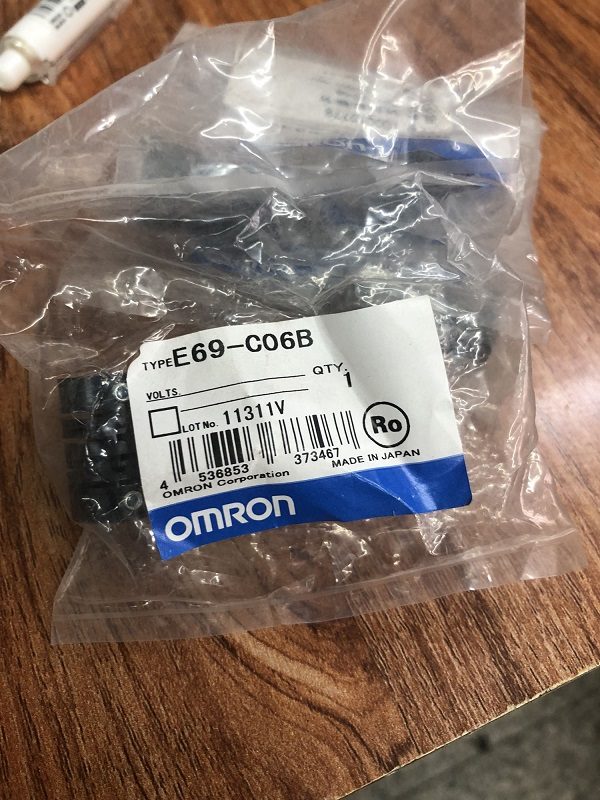 OMRON
TYPE E69-C06B
VOLTS.
QTY. 1
LOT No. 11311V
4 536853 373467
Ro
OMRON Corporation
MADE IN JAPAN
OMRON